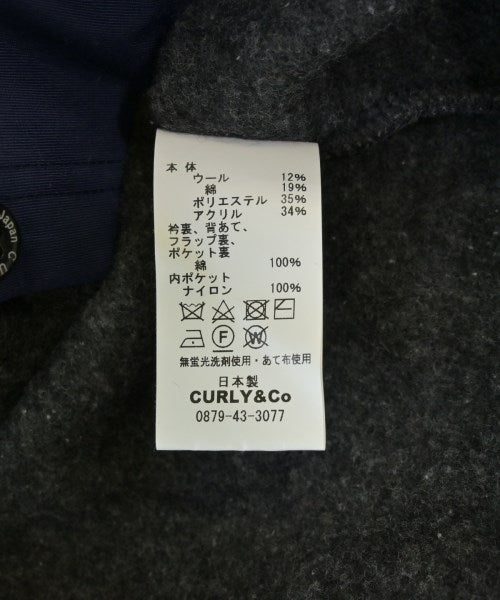 本体
ウール 12%
綿 19%
ポリエステル 35%
アクリル 34%
衿裏、背あて、
フラップ裏、
ポケット裏
綿 100%
内ポケット
ナイロン 100%
F W
無蛍光洗剤使用・あて布使用
日本製
CURLY&Co
0879-43-3077
Japan C